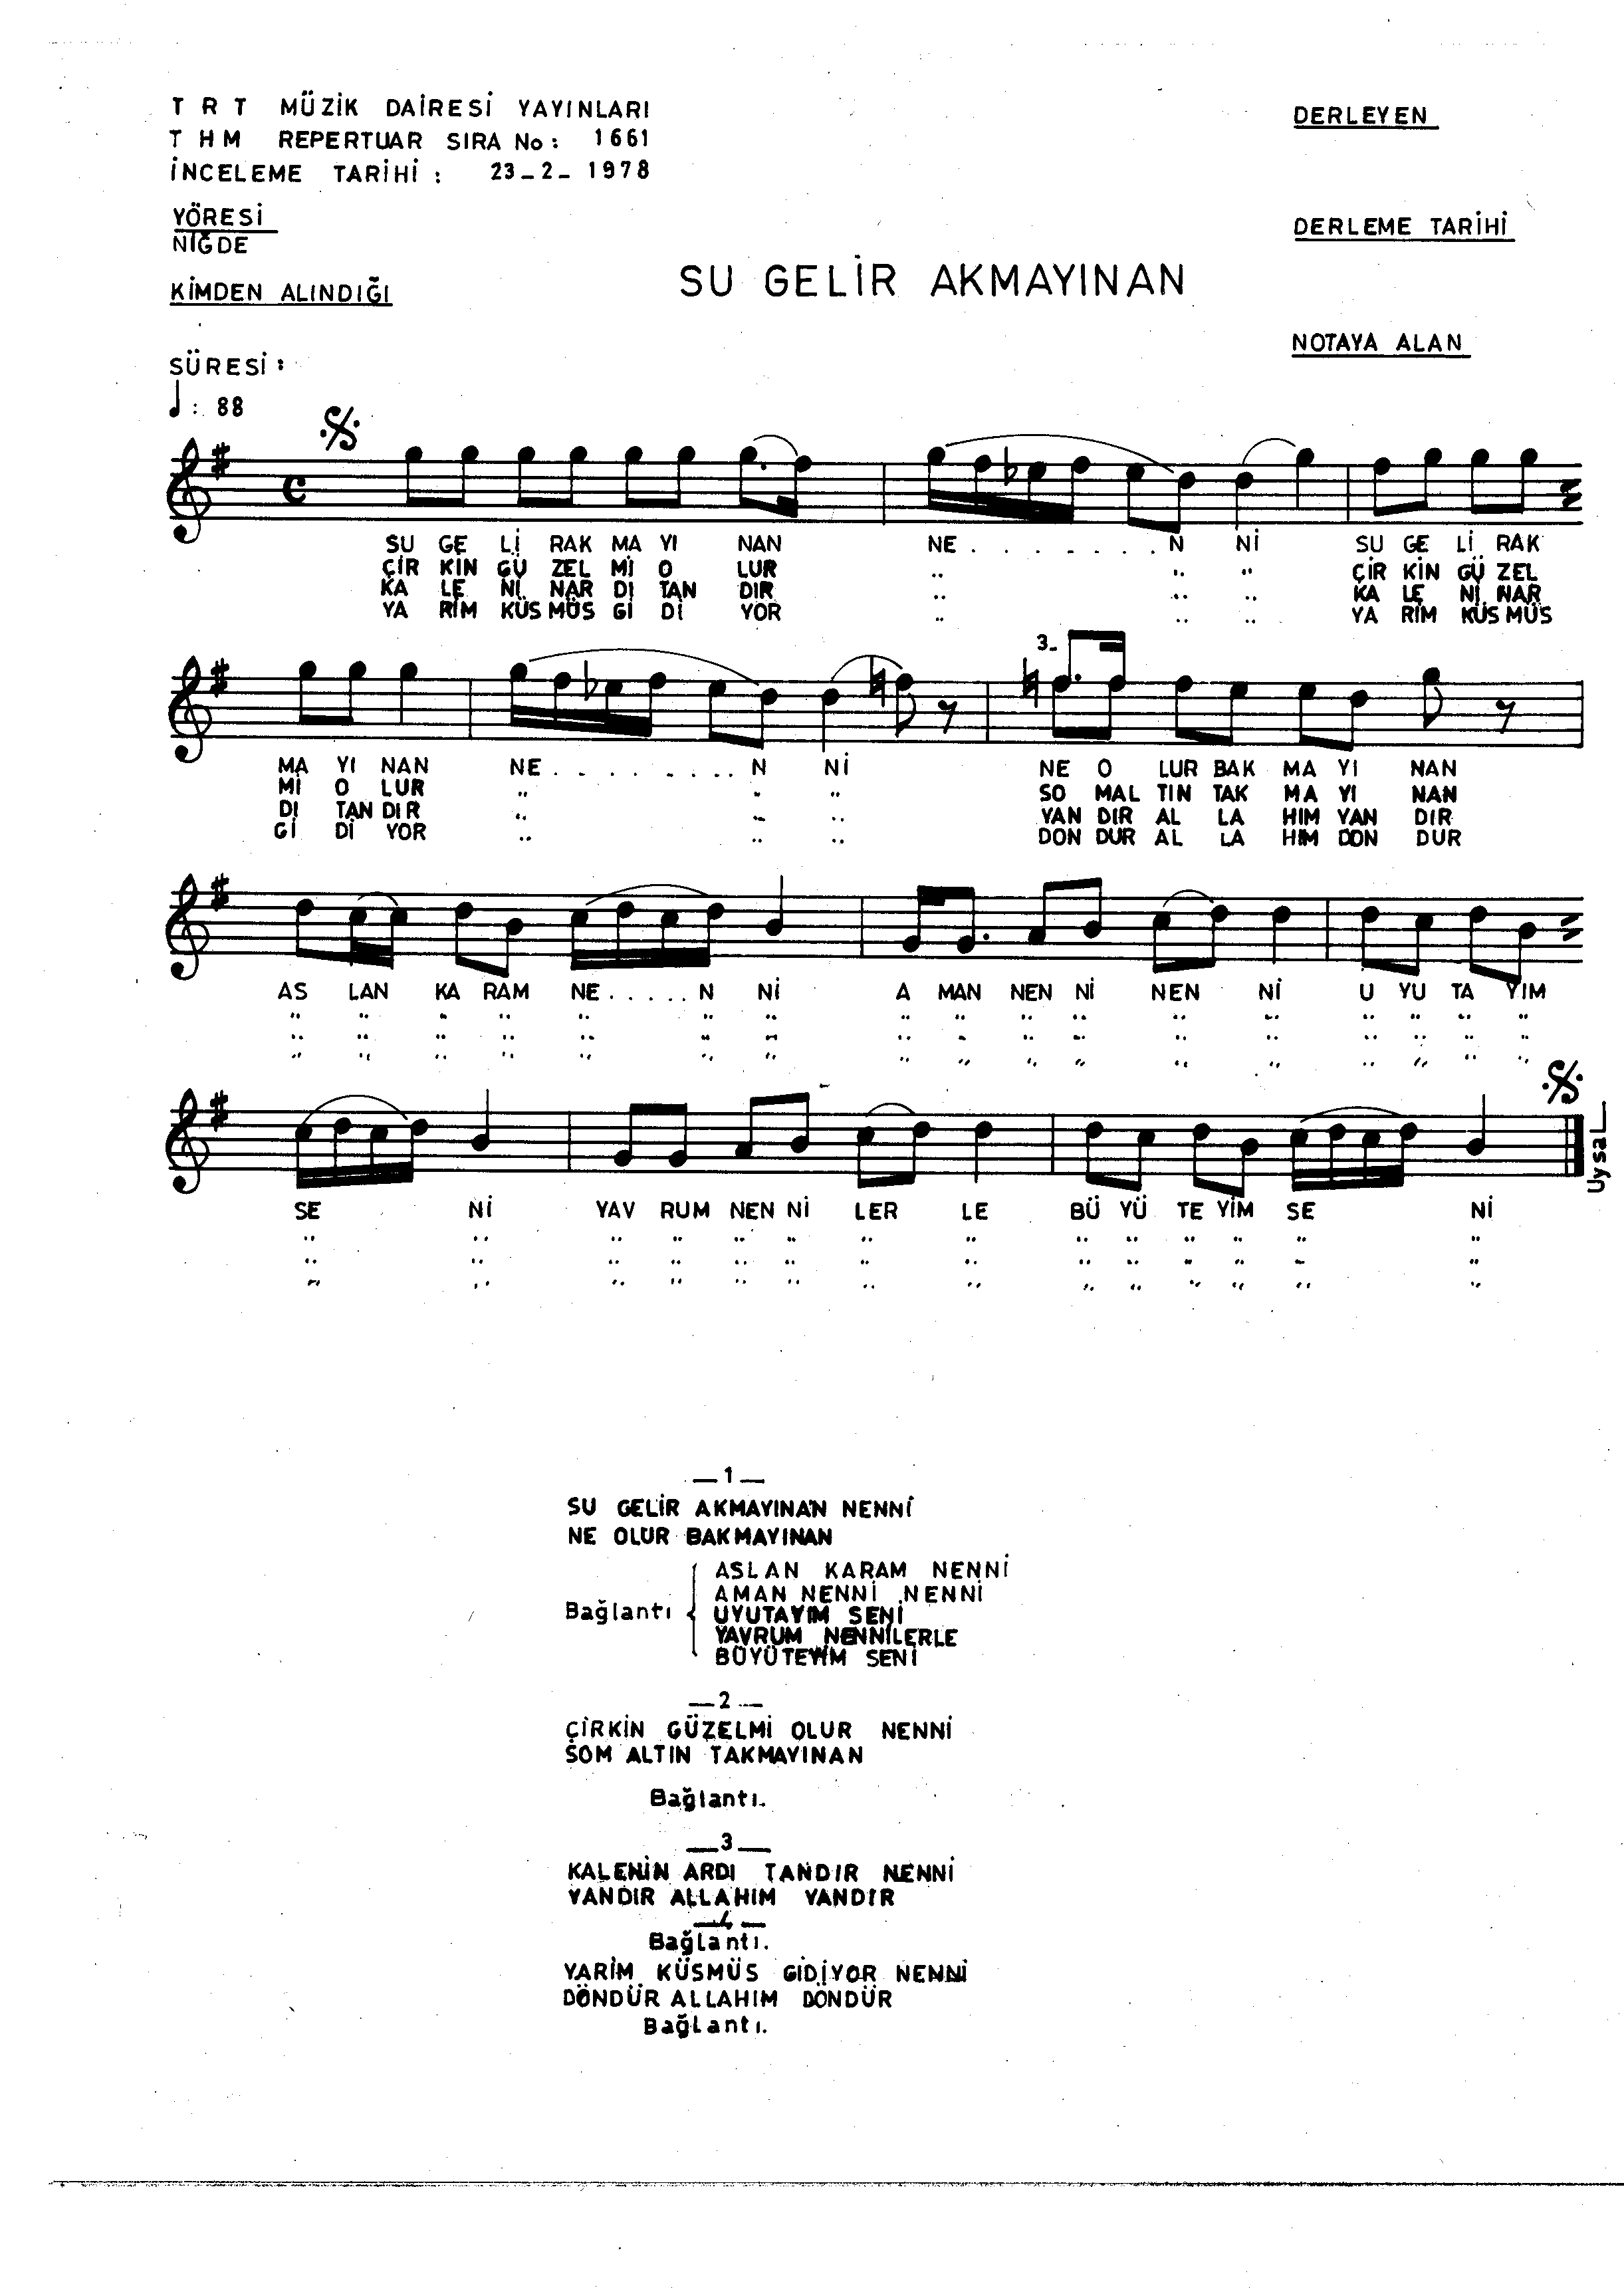 T R T MÜZİK DAİRESİ YAYINLARI
T H M REPERTUAR SIRA No: 1661
İNCELEME TARİHİ : 23_2_1978
DERLEYEN
YÖRESİ
NİĞDE
DERLEME TARİHİ
SU GELİR AKMAYINAN
KİMDEN ALINDIĞI
NOTAYA ALAN
SÜRESİ :
: 88
SU GE Lİ RAK MA YI NAN NE . . . . . . . N Nİ SU GE Lİ RAK
ÇİR KİN GÜ ZEL Mİ O LUR " " " ÇİR KİN GÜ ZEL
KA LE Nİ NAR DI TAN DIR " " " KA LE Nİ NAR
YA RİM KÜS MÜS Gİ Dİ YOR " " " YA RİM KÜS MÜS
3_
MA YI NAN NE . . . . . . . . N Nİ NE O LUR BAK MA YI NAN
Mİ O LUR " " " SO MAL TIN TAK MA YI NAN
DI TAN DIR " " " YAN DIR AL LA HIM YAN DIR
Gİ Dİ YOR " " " DON DUR AL LA HIM DON DUR
AS LAN KA RAM NE . . . . . N Nİ A MAN NEN Nİ NEN Nİ U YU TA YIM
" " " " " " " " " " " " " " " " "
" " " " " " " " " " " " " " " " "
" " " " " " " " " " " " " " " " "
SE Nİ YAV RUM NEN Nİ LER LE BÜ YÜ TE YİM SE Nİ
" " " " " " " " " " " " " "
" " " " " " " " " " " " " "
" " " " " " " " " " " " " "
Uysal
_1_
SU GELİR AKMAYINAN NENNİ
NE OLUR BAKMAYINAN
ASLAN KARAM NENNİ
AMAN NENNİ NENNİ
Bağlantı { UYUTAYIM SENİ
YAVRUM NENNİLERLE
BÜYÜTEYİM SENİ
_2_
ÇİRKİN GÜZELMİ OLUR NENNİ
SOM ALTIN TAKMAYINAN
Bağlantı.
_3_
KALENİN ARDI TANDIR NENNİ
YANDIR ALLAHIM YANDIR
_4_
Bağlantı.
YARİM KÜSMÜS GİDİYOR NENNİ
DÖNDÜR ALLAHIM DÖNDÜR
Bağlantı.